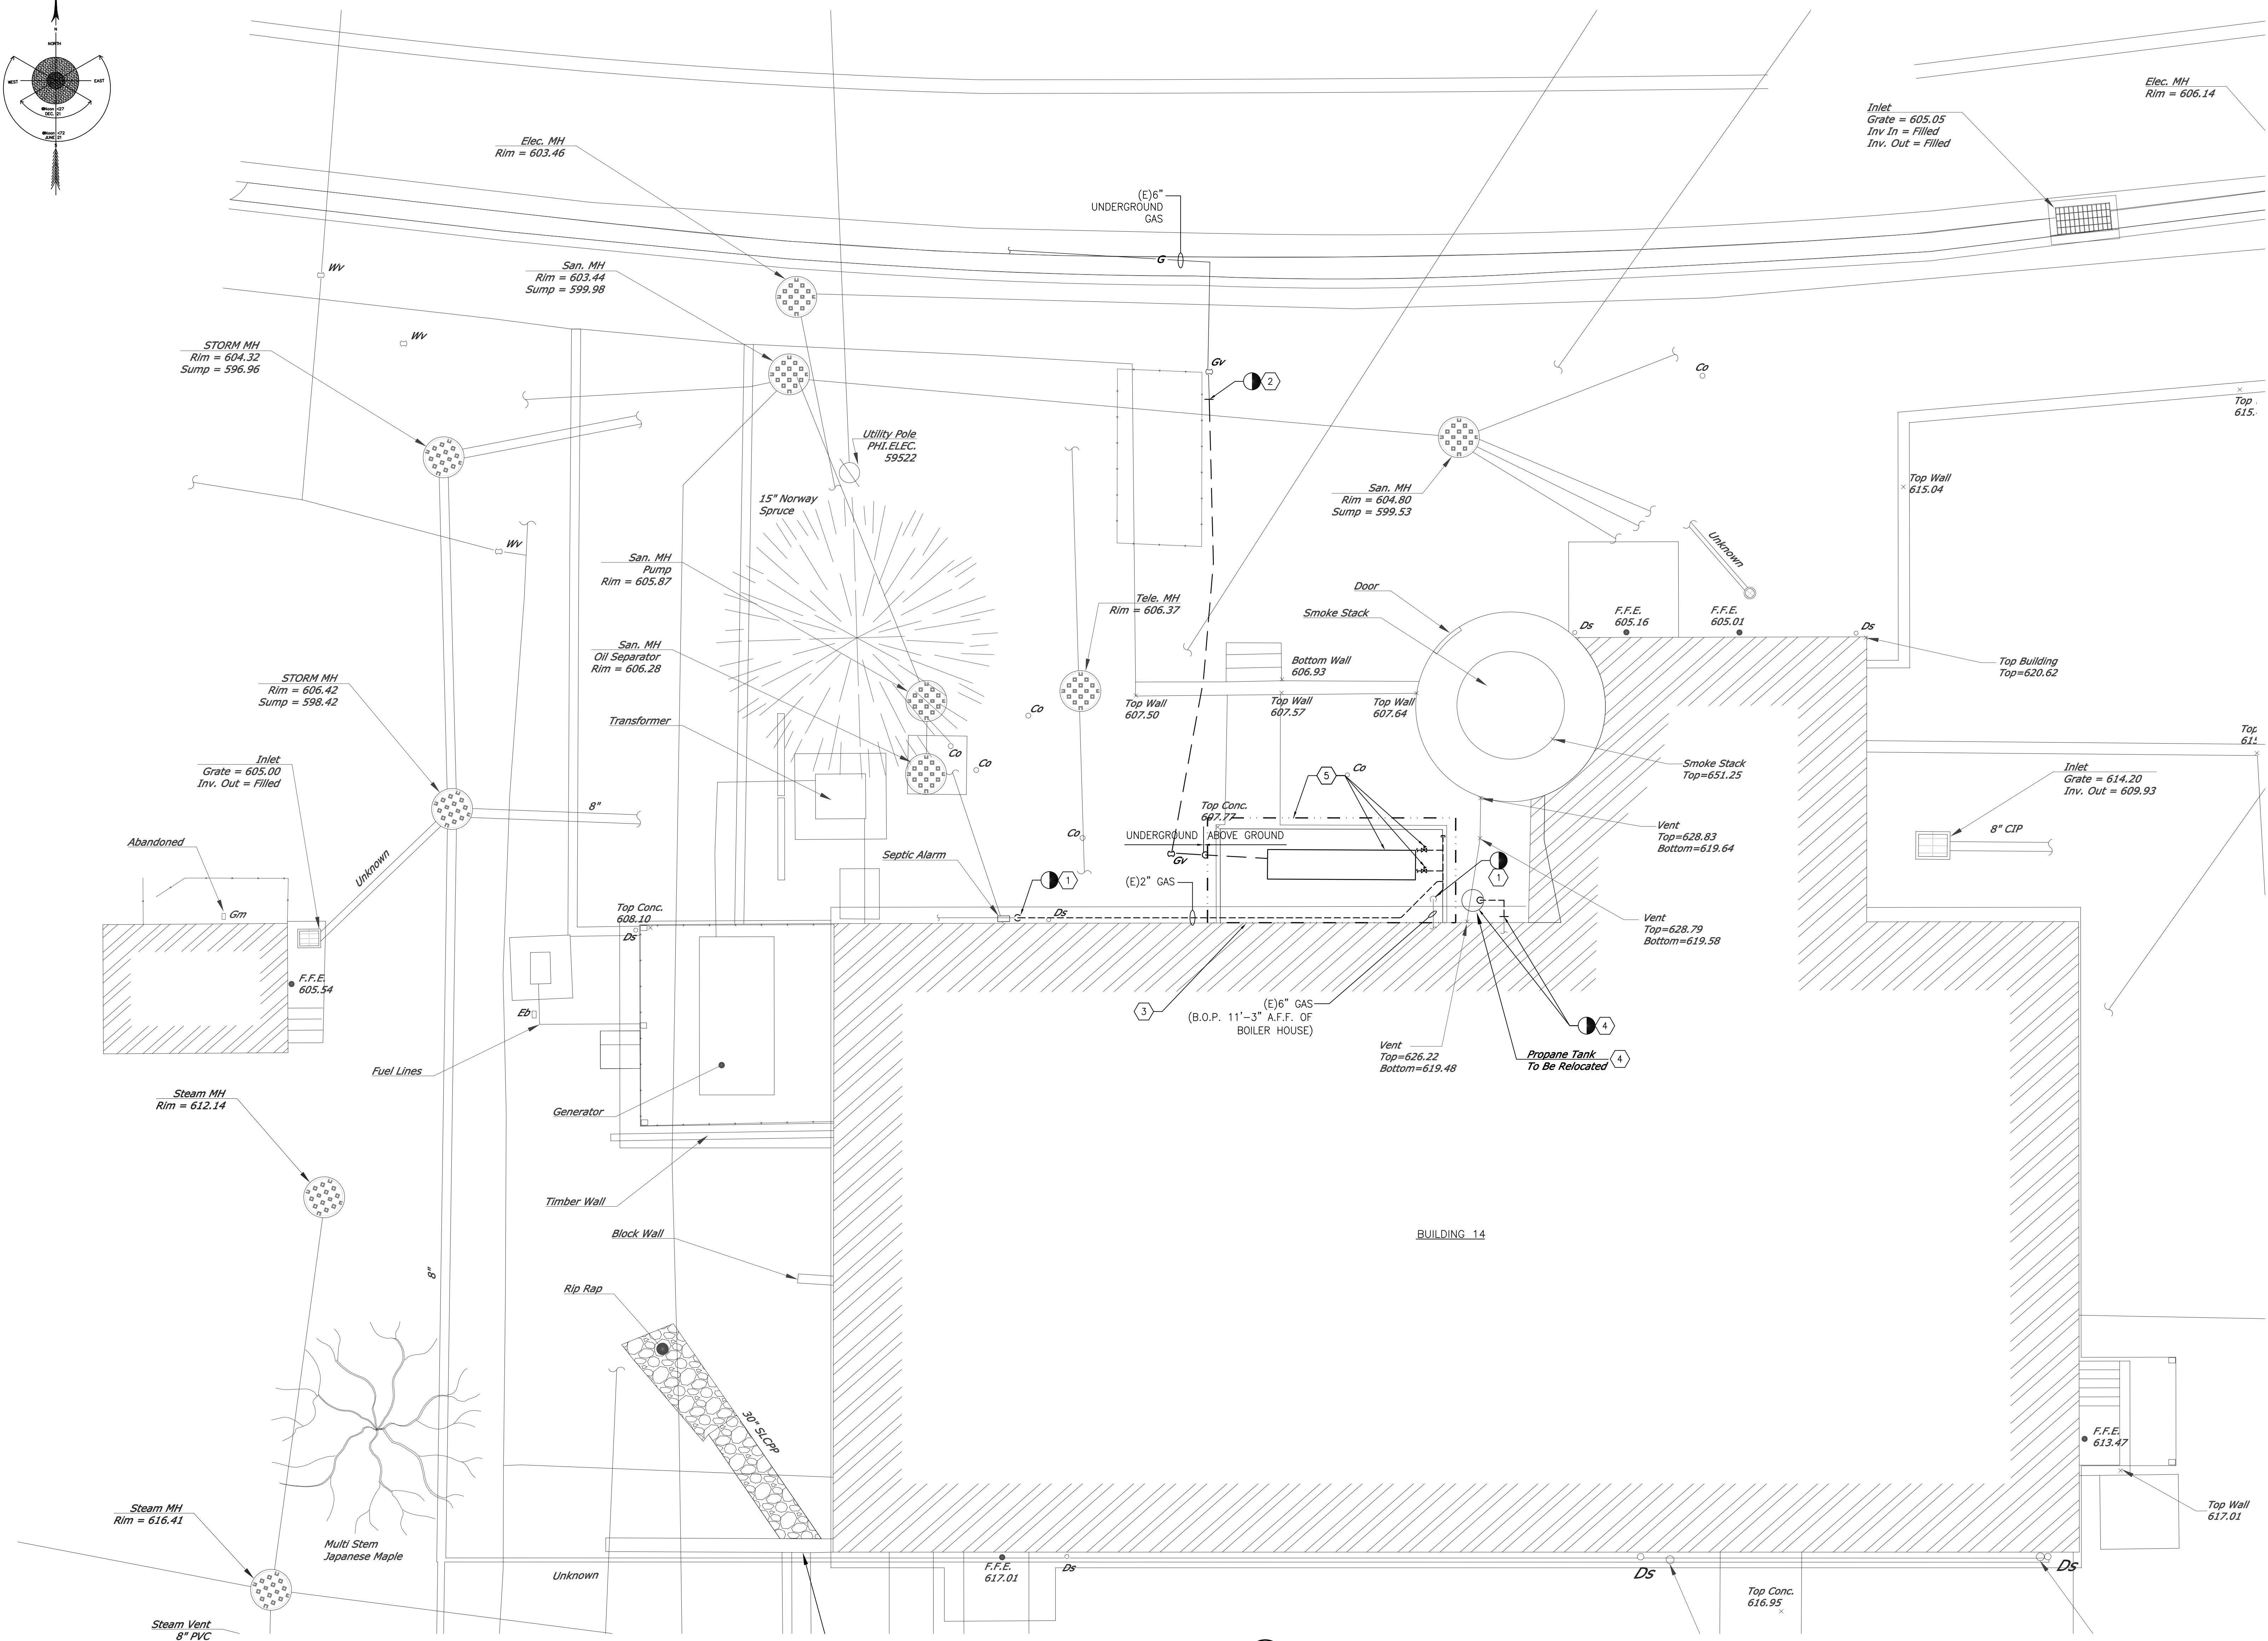 N
NORTH
WEST
EAST
@Noon <27
DEC. 21
@Noon <72
JUNE 21
Elec. MH
Rim = 606.14
Inlet
Grate = 605.05
Inv In = Filled
Inv. Out = Filled
Elec. MH
Rim = 603.46
(E)6"
UNDERGROUND
GAS
G
San. MH
Rim = 603.44
Sump = 599.98
Wv
Wv
STORM MH
Rim = 604.32
Sump = 596.96
Gv
2
Co
Top
615.
Utility Pole
PHI.ELEC.
59522
Top Wall
615.04
15" Norway
Spruce
San. MH
Rim = 604.80
Sump = 599.53
Wv
San. MH
Pump
Rim = 605.87
Unknown
Door
Smoke Stack
Tele. MH
Rim = 606.37
F.F.E.
605.16
F.F.E.
605.01
Ds
Ds
San. MH
Oil Separator
Rim = 606.28
Bottom Wall
606.93
Top Building
Top=620.62
STORM MH
Rim = 606.42
Sump = 598.42
Top Wall
607.50
Top Wall
607.57
Top Wall
607.64
Co
Transformer
Co
Co
Smoke Stack
Top=651.25
Top
615
Inlet
Grate = 605.00
Inv. Out = Filled
5
Co
Inlet
Grate = 614.20
Inv. Out = 609.93
8"
Top Conc.
607.77
UNDERGROUND
ABOVE GROUND
Co
Vent
Top=628.83
Bottom=619.64
8" CIP
Abandoned
Unknown
Septic Alarm
Gv
1
(E)2" GAS
1
Gm
Top Conc.
608.10
Ds
Ds
Vent
Top=628.79
Bottom=619.58
F.F.E.
605.54
Eb
3
(E)6" GAS
(B.O.P. 11'-3" A.F.F. OF
BOILER HOUSE)
4
Vent
Top=626.22
Bottom=619.48
Propane Tank
To Be Relocated
4
Fuel Lines
Steam MH
Rim = 612.14
Generator
Timber Wall
Block Wall
BUILDING 14
8"
Rip Rap
30" SLCPP
F.F.E.
613.47
Steam MH
Rim = 616.41
Top Wall
617.01
Multi Stem
Japanese Maple
Unknown
F.F.E.
617.01
Ds
Ds
Ds
Top Conc.
616.95
Steam Vent
8" PVC